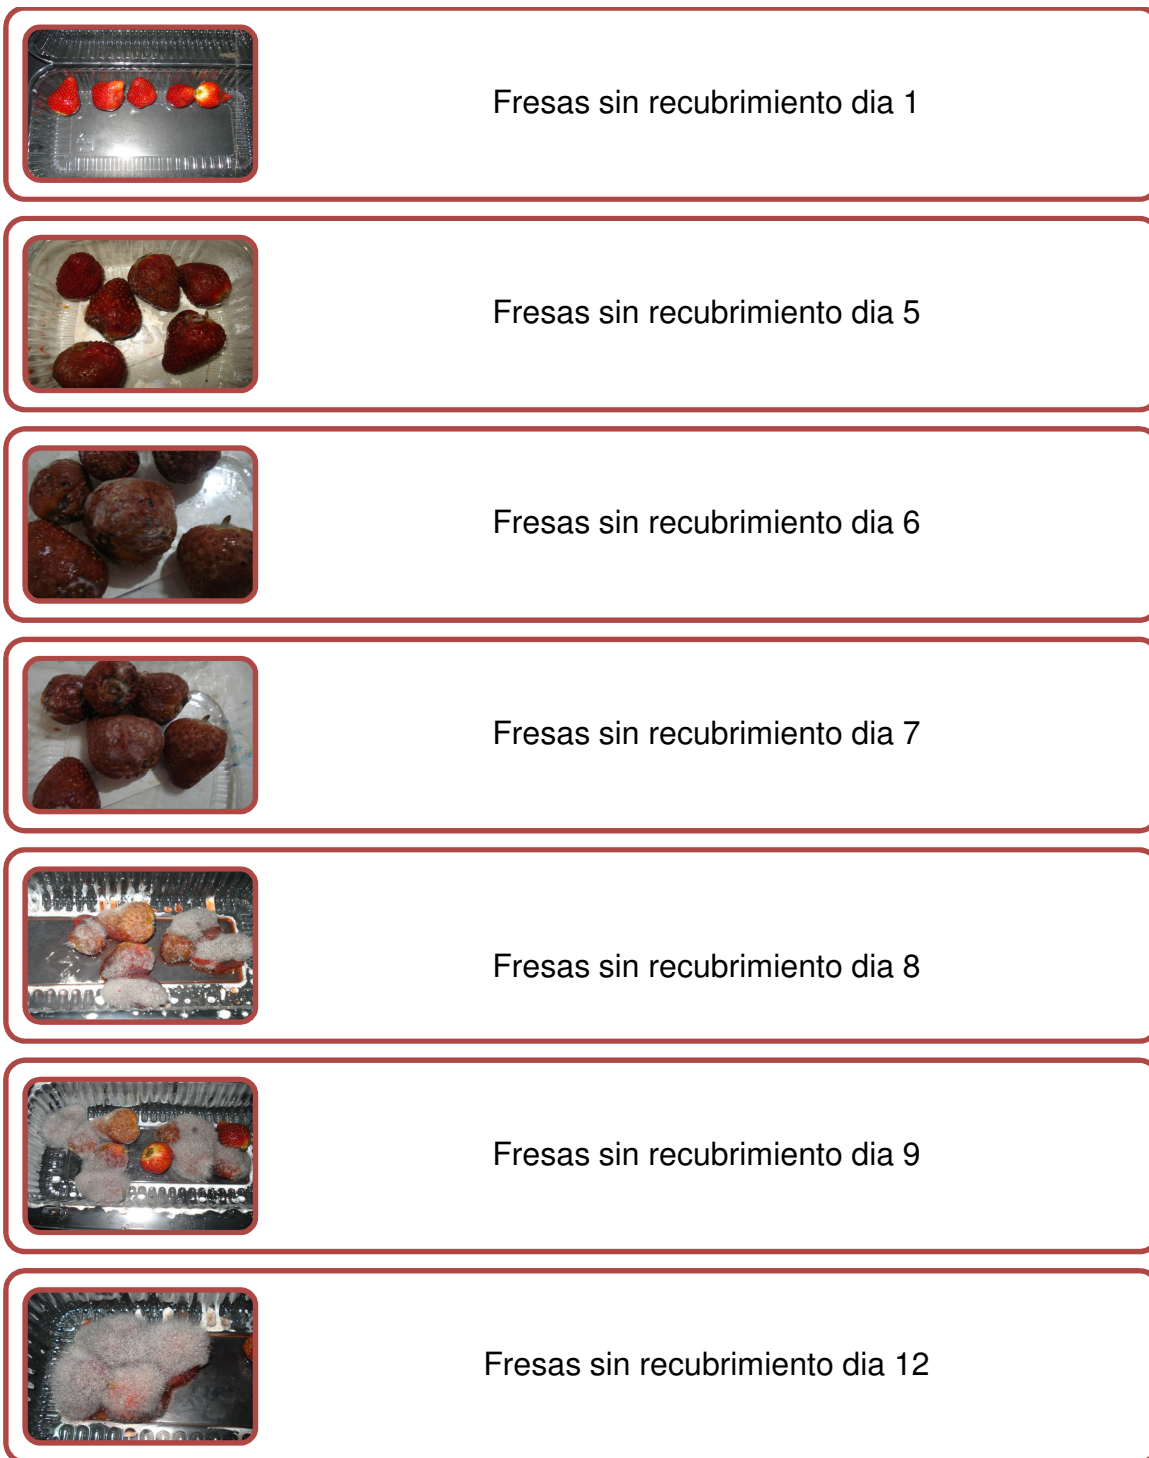 Fresas sin recubrimiento dia 1
Fresas sin recubrimiento dia 5
Fresas sin recubrimiento dia 6
Fresas sin recubrimiento dia 7
Fresas sin recubrimiento dia 8
Fresas sin recubrimiento dia 9
Fresas sin recubrimiento dia 12